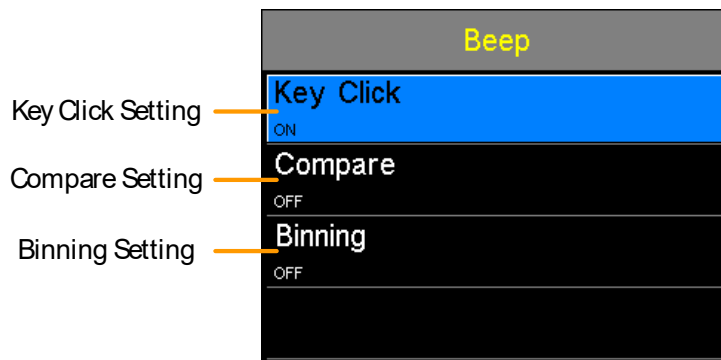 Beep
Key Click Setting
Key Click
ON
Compare Setting
Compare
OFF
Binning Setting
Binning
OFF